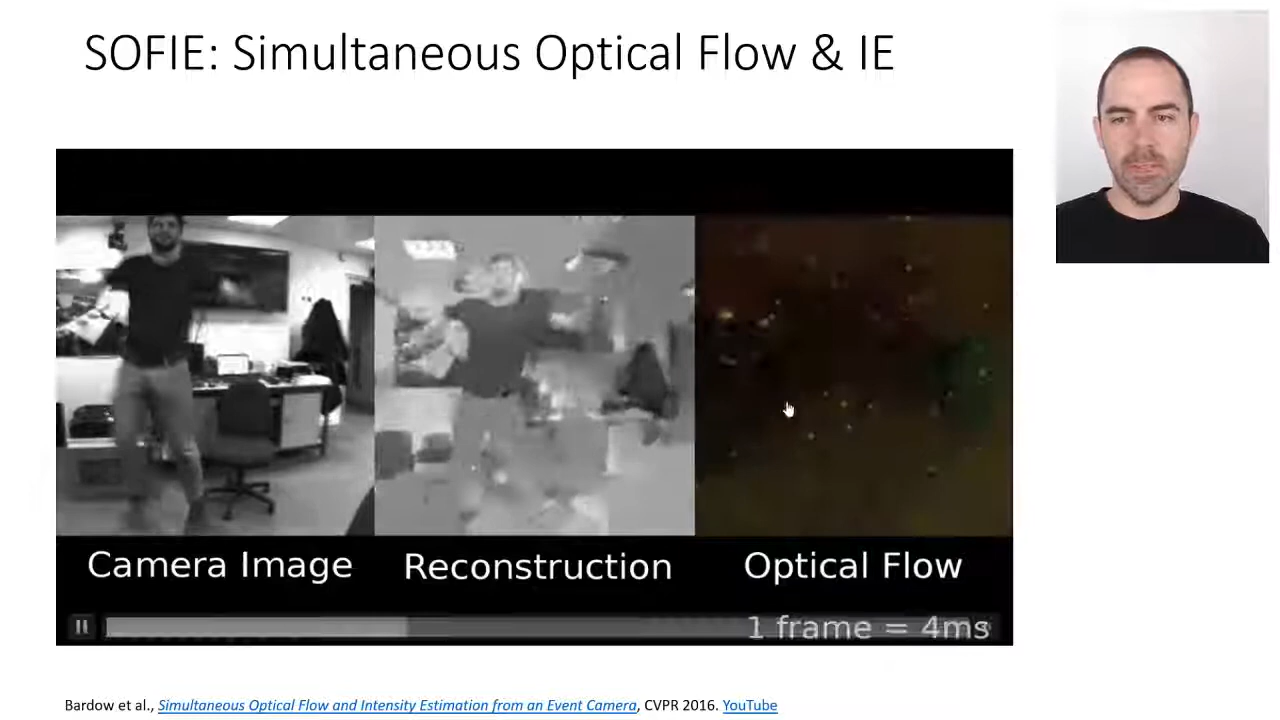 SOFIE: Simultaneous Optical Flow & IE
Camera Image
Reconstruction
Optical Flow
1 frame = 4ms
Bardow et al., Simultaneous Optical Flow and Intensity Estimation from an Event Camera, CVPR 2016. YouTube